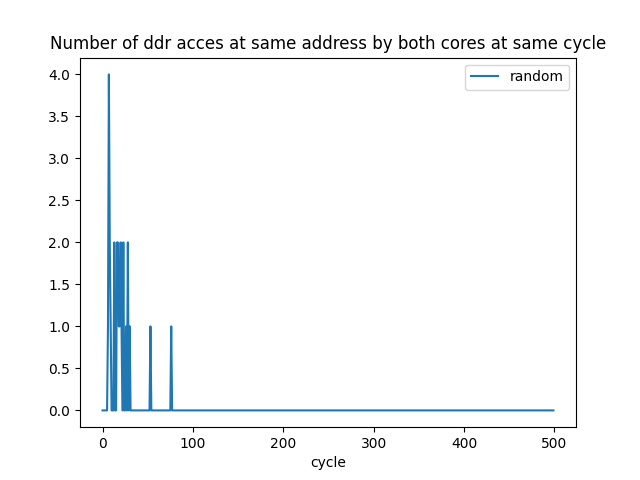 Number of ddr acces at same address by both cores at same cycle
random
4.0
3.5
3.0
2.5
2.0
1.5
1.0
0.5
0.0
0 100 200 300 400 500
cycle